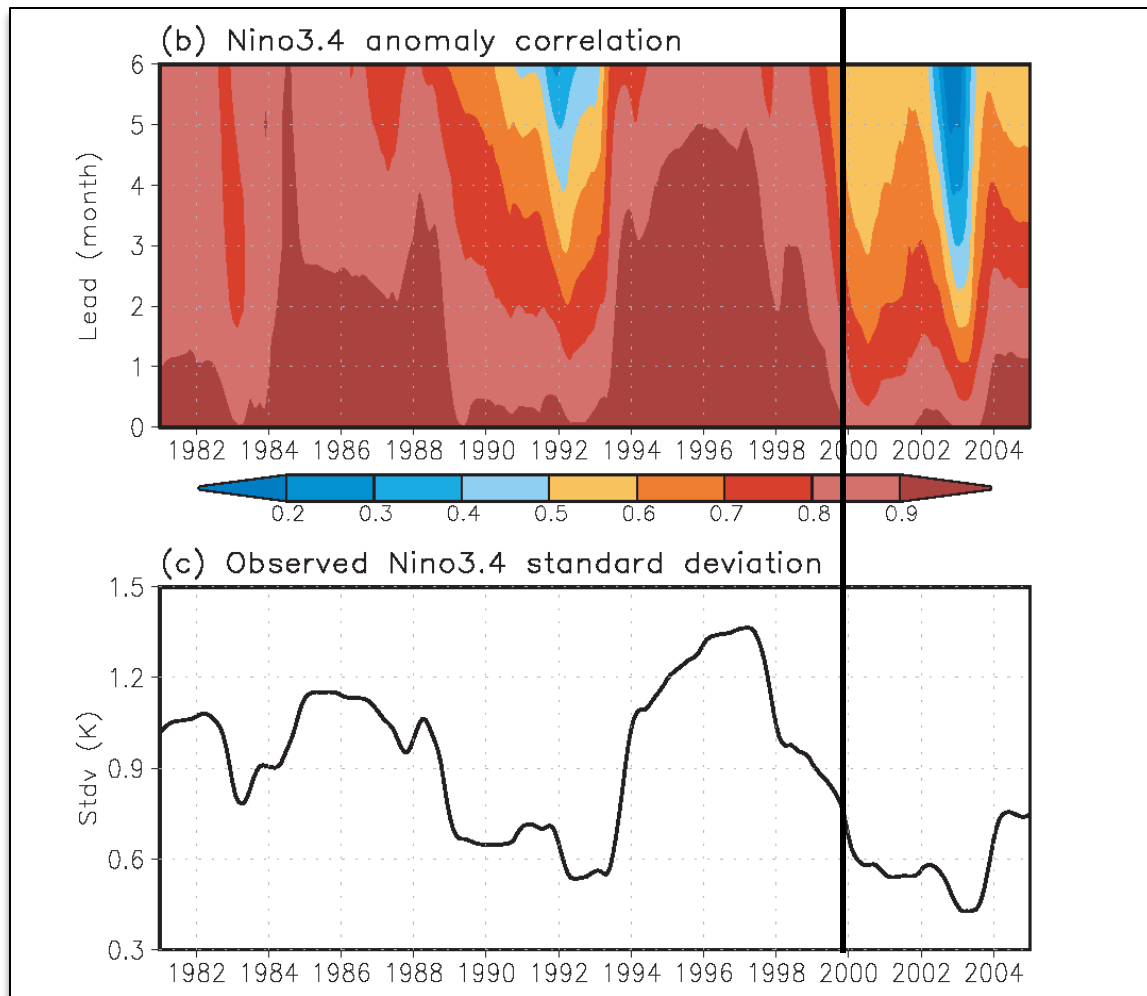 (b) Nino3.4 anomaly correlation
6
5
4
3
2
1
0
Lead (month)
1982 1984 1986 1988 1990 1992 1994 1996 1998 2000 2002 2004
0.2 0.3 0.4 0.5 0.6 0.7 0.8 0.9
(c) Observed Nino3.4 standard deviation
1.5
1.2
0.9
0.6
0.3
Stdv (K)
1982 1984 1986 1988 1990 1992 1994 1996 1998 2000 2002 2004